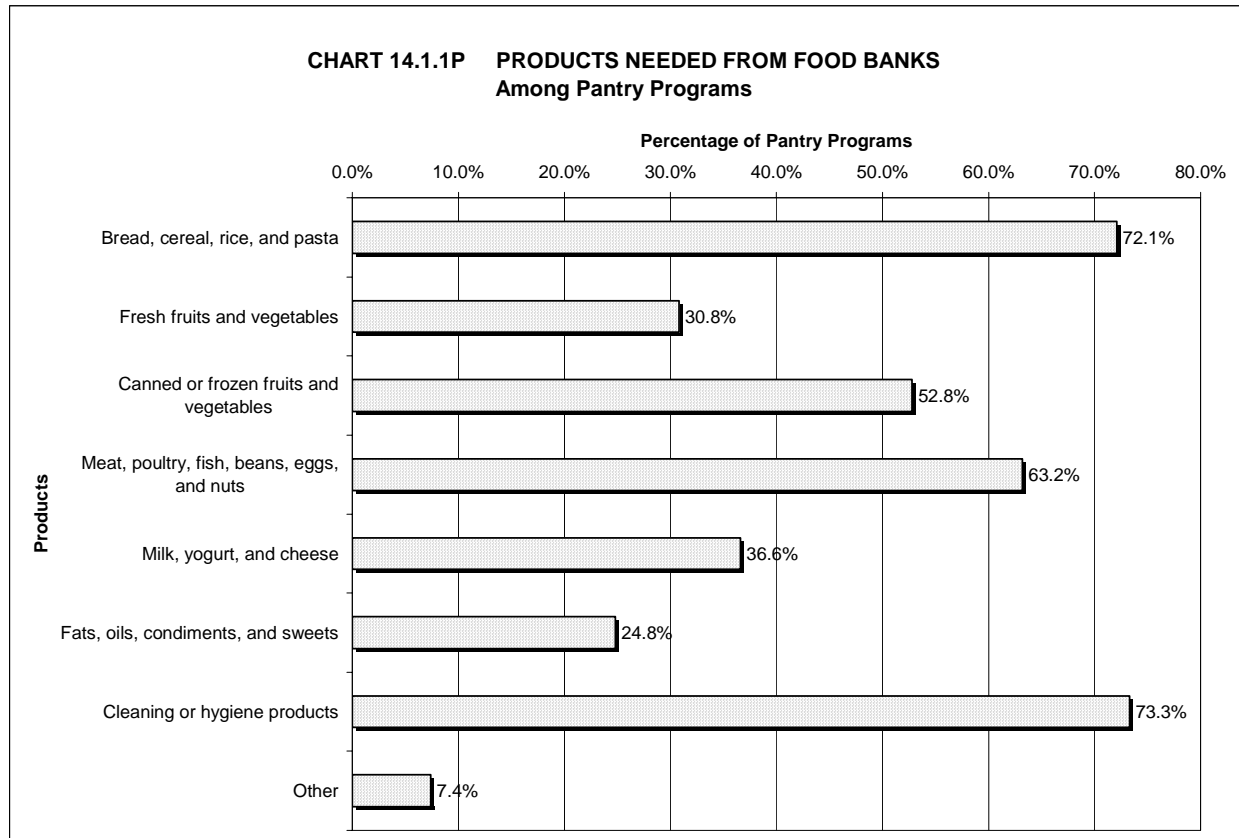 CHART 14.1.1P PRODUCTS NEEDED FROM FOOD BANKS
Among Pantry Programs
Percentage of Pantry Programs
0.0% 10.0% 20.0% 30.0% 40.0% 50.0% 60.0% 70.0% 80.0%
Bread, cereal, rice, and pasta 72.1%
Fresh fruits and vegetables 30.8%
Canned or frozen fruits and
vegetables 52.8%
Meat, poultry, fish, beans, eggs,
and nuts 63.2%
Products
Milk, yogurt, and cheese 36.6%
Fats, oils, condiments, and sweets 24.8%
Cleaning or hygiene products 73.3%
Other 7.4%